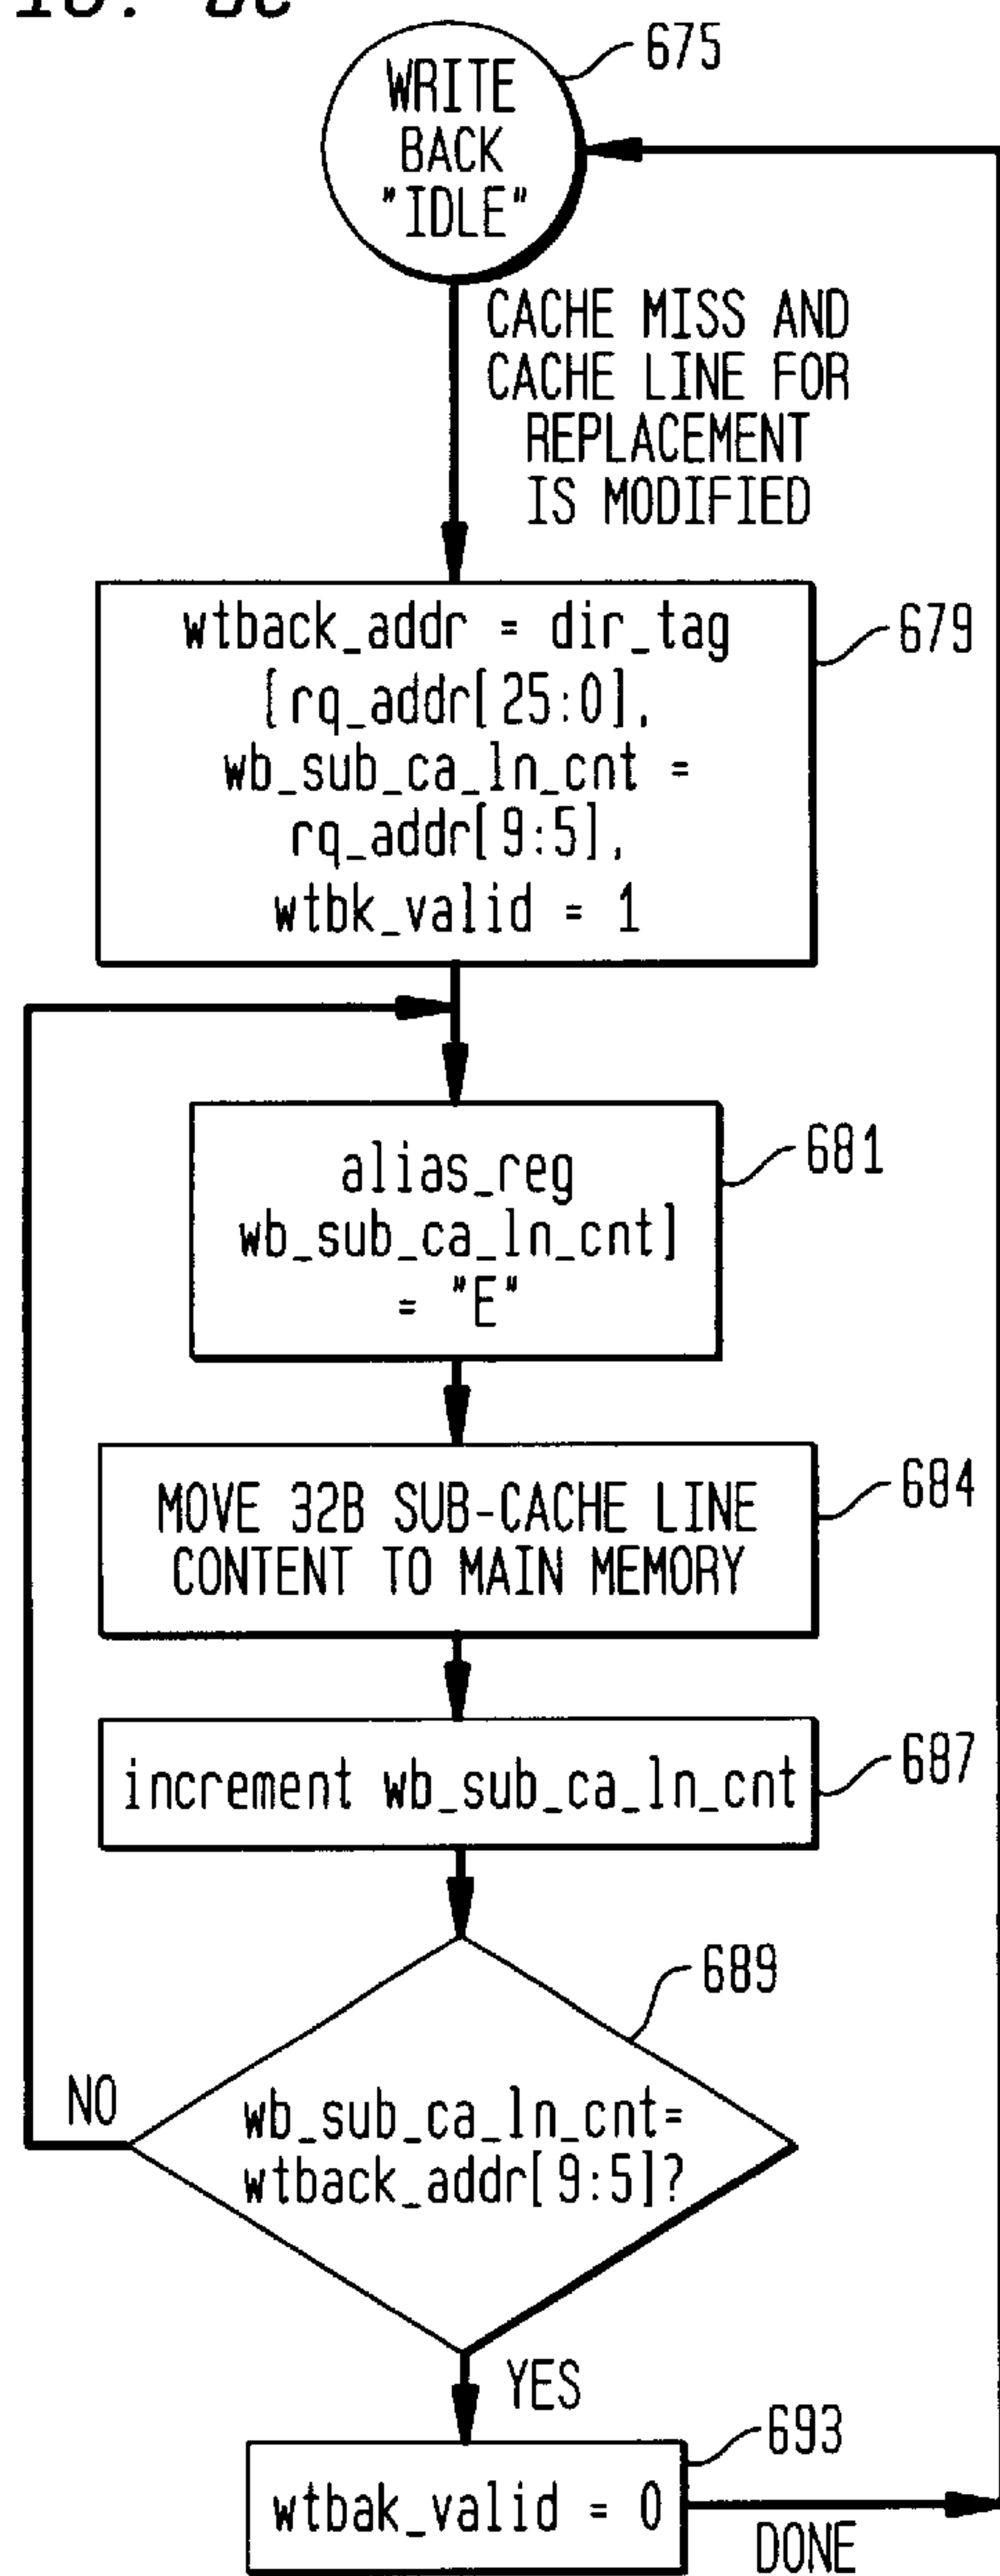 675
WRITE
BACK
"IDLE"
CACHE MISS AND
CACHE LINE FOR
REPLACEMENT
IS MODIFIED
679
wtback_addr = dir_tag
[rq_addr[25:0],
wb_sub_ca_ln_cnt =
rq_addr[9:5],
wtbk_valid = 1
681
alias_reg
wb_sub_ca_ln_cnt]
= "E"
684
MOVE 32B SUB-CACHE LINE
CONTENT TO MAIN MEMORY
687
increment wb_sub_ca_ln_cnt
689
NO
wb_sub_ca_ln_cnt=
wtback_addr[9:5]?
YES
693
wtbak_valid = 0
DONE